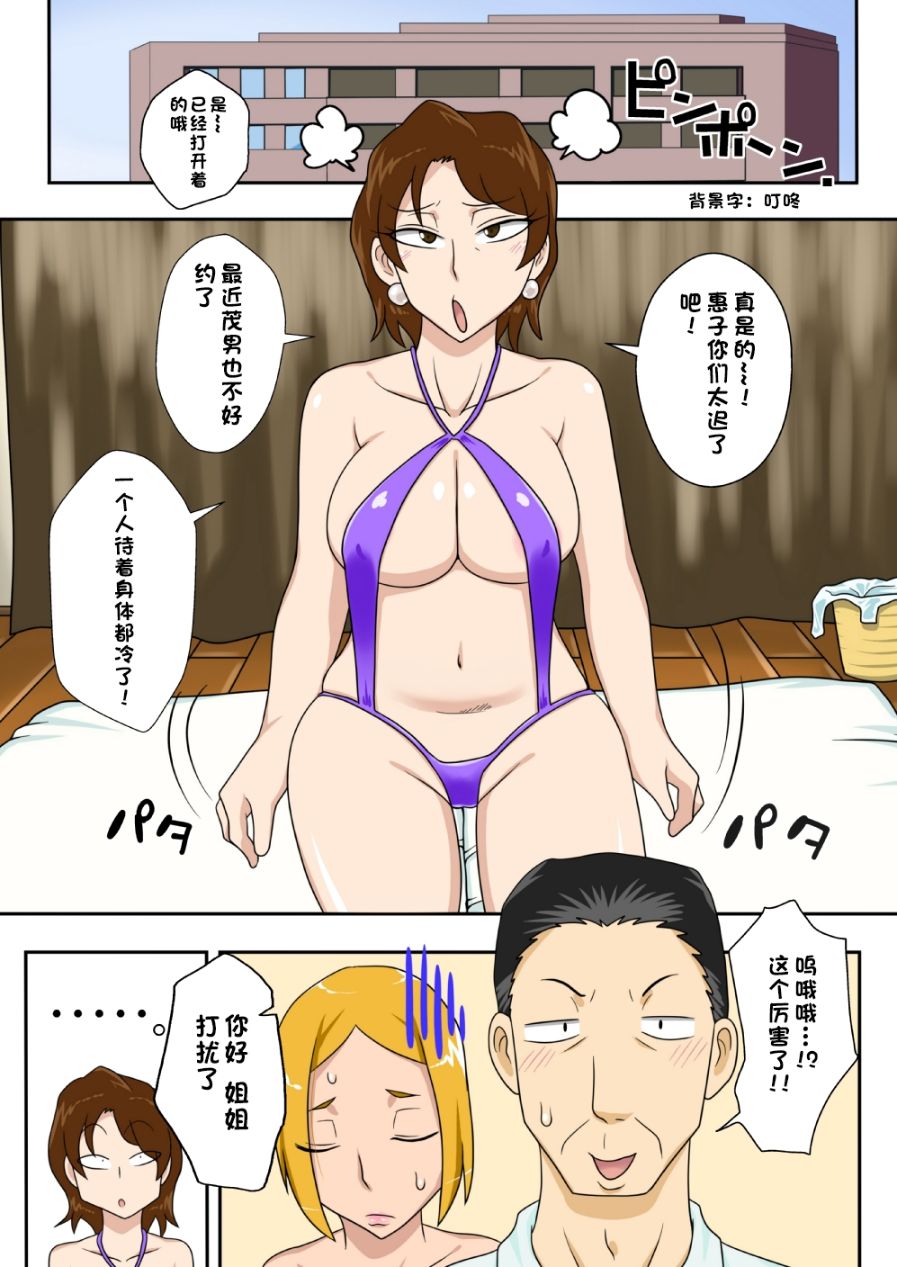 ピンポーン.
背景字：叮咚
是~~
已经打开着
的哦
真是的~~！
惠子你们太迟了
吧！
最近茂男也不好
约了
一个人待着身体都冷了！
パタ
パタ
呜哦哦…!?
这个厉害了!!
你好 姐姐
打扰了
・・・・・。